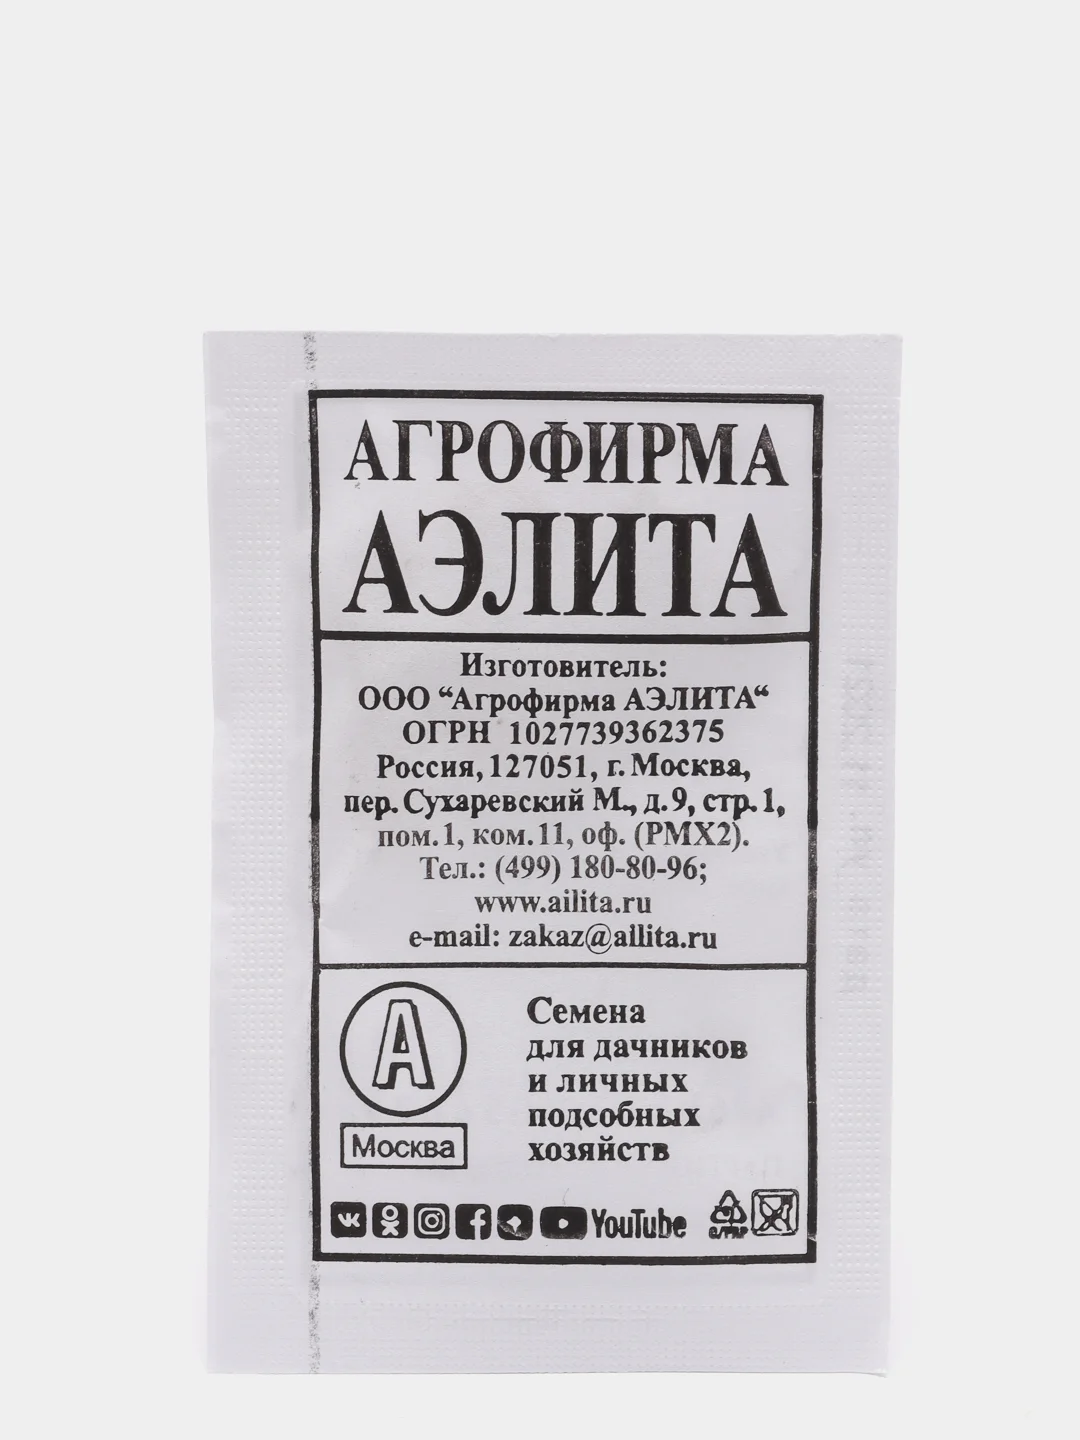 АГРОФИРМА
АЭЛИТА
Изготовитель:
ООО “Агрофирма АЭЛИТА“
ОГРН 1027739362375
Россия, 127051, г. Москва,
пер. Сухаревский М., д. 9, стр. 1,
пом. 1, ком. 11, оф. (РМХ2).
Тел.: (499) 180-80-96;
www.ailita.ru
e-mail: zakaz@ailita.ru
А
Москва
Семена
для дачников
и личных
подсобных
хозяйств
YouTube